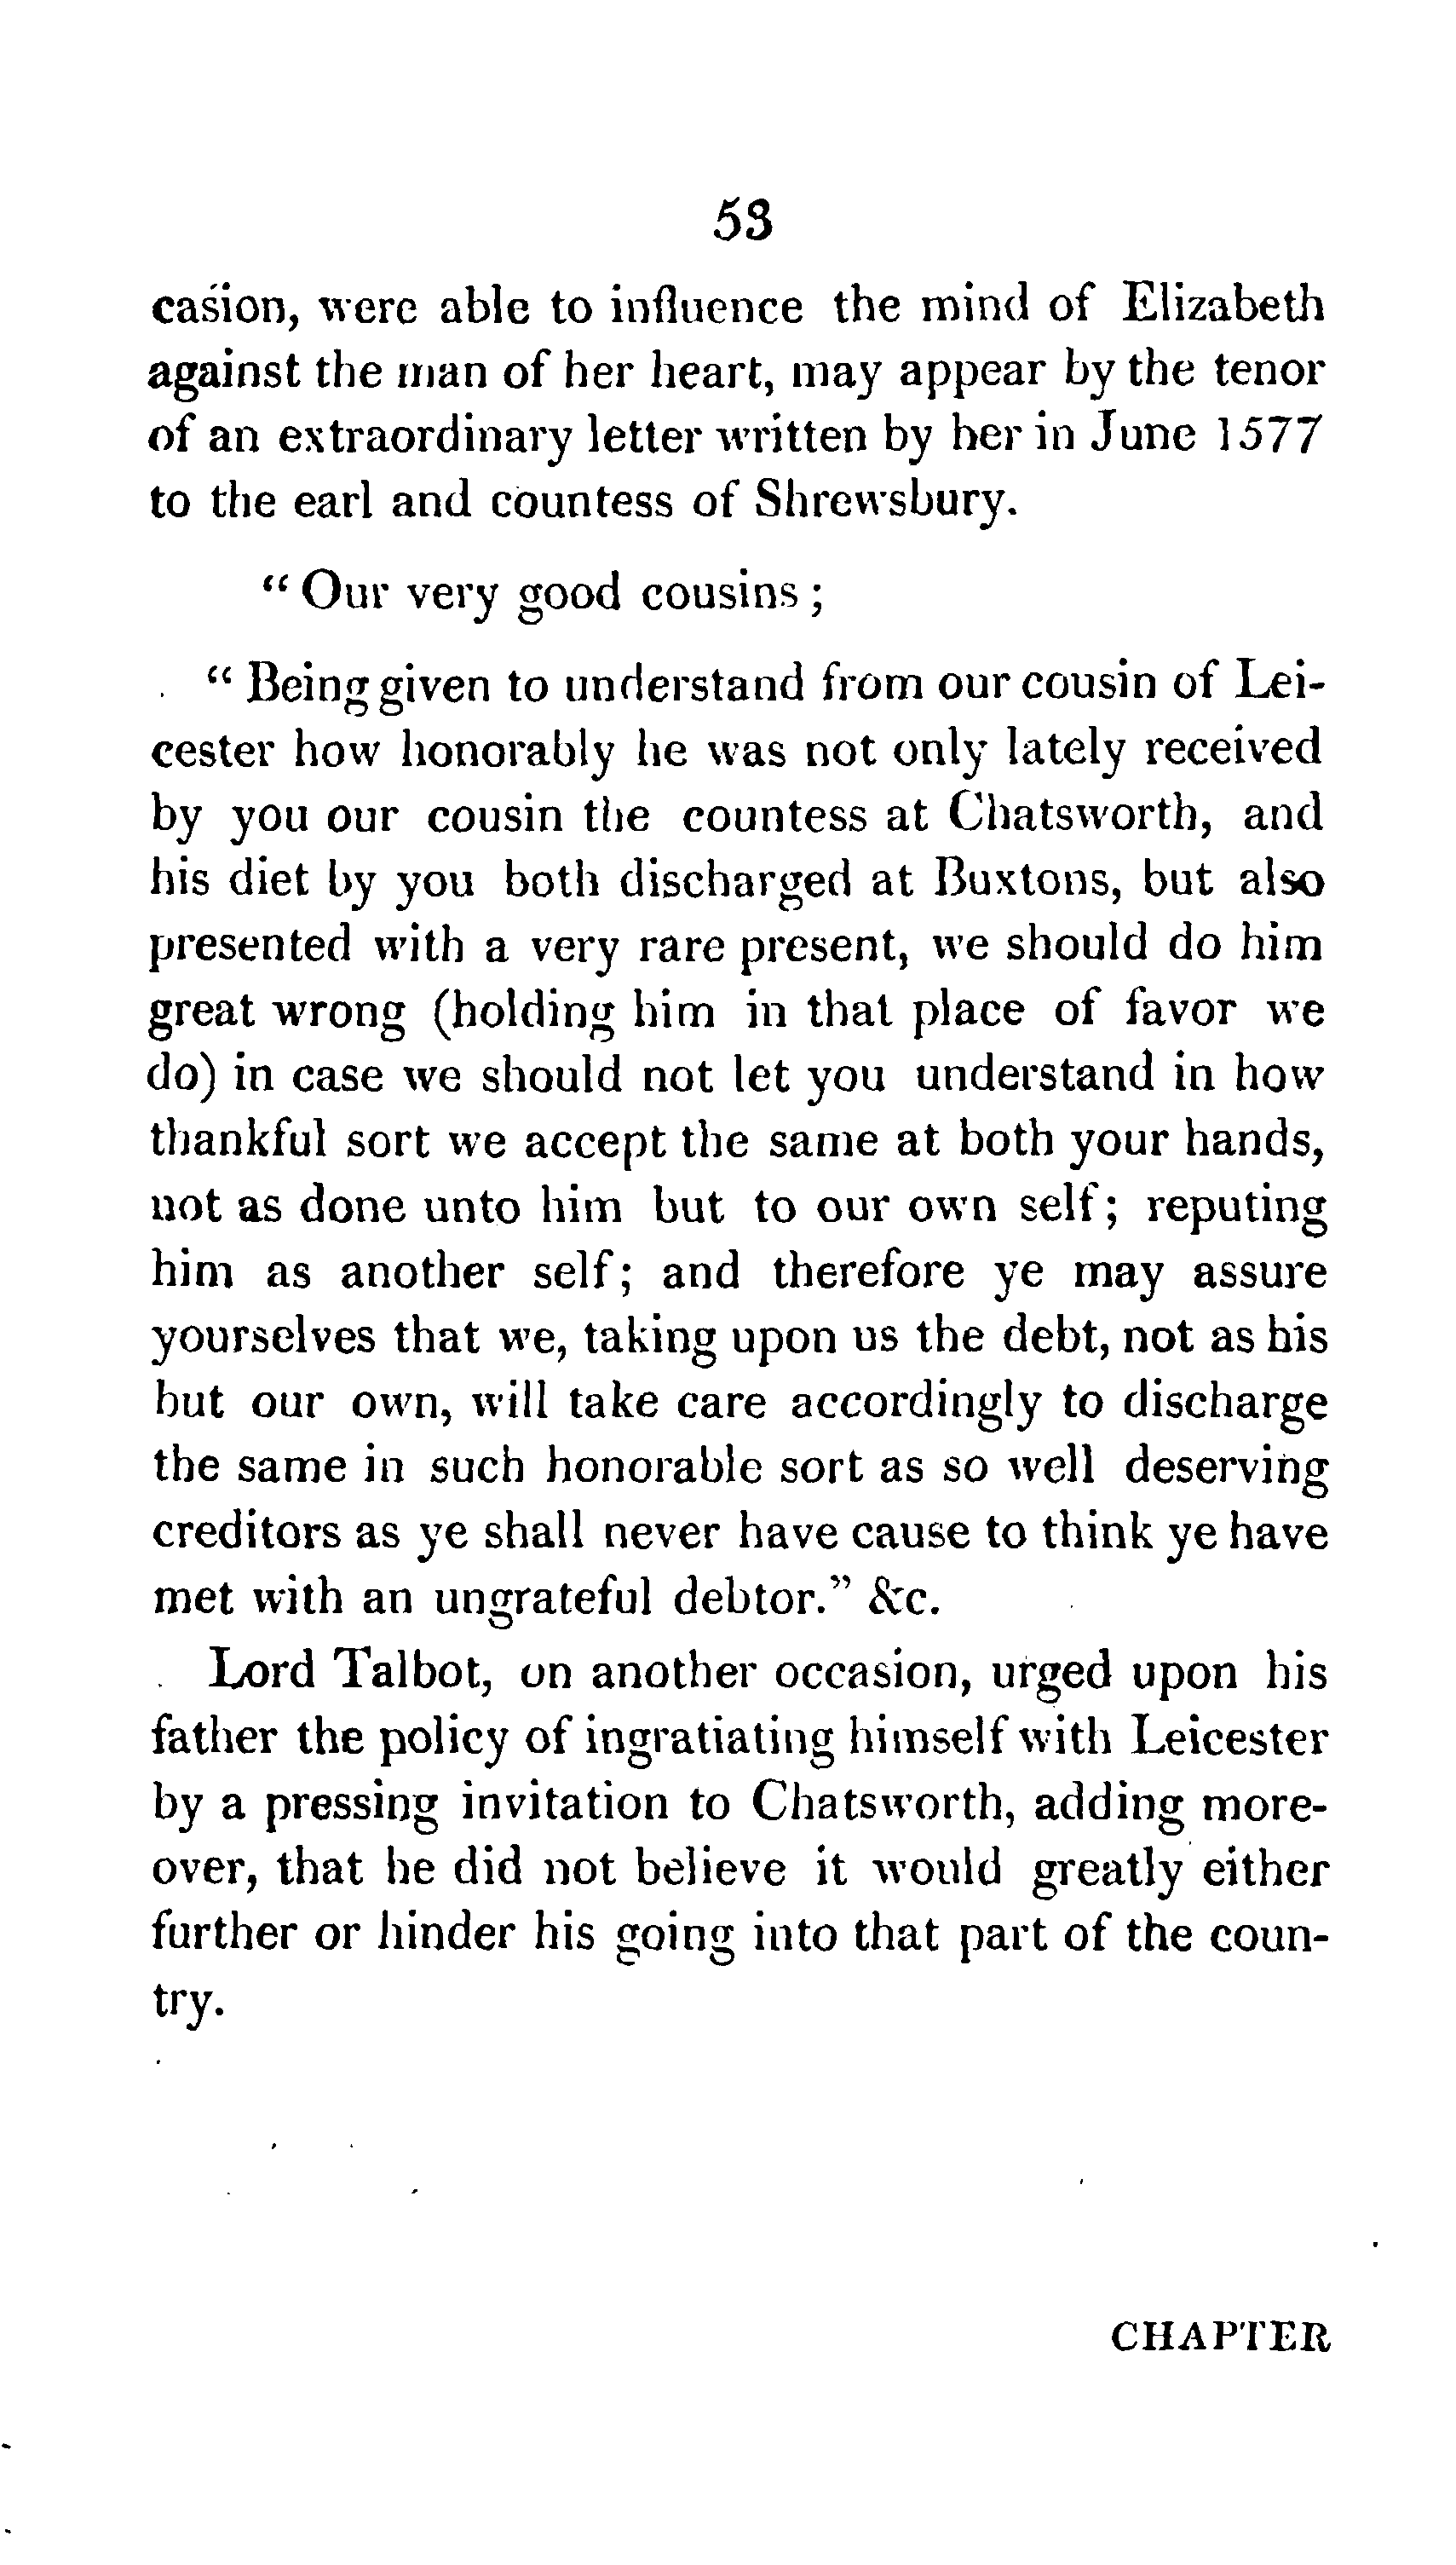 53
casion, were able to influence the mind of Elizabeth
against the man of her heart, may appear by the tenor
of an extraordinary letter written by her in June 1577
to the earl and countess of Shrewsbury.
“ Our very good cousins ;
“ Being given to understand from our cousin of Lei-
cester how honorably he was not only lately received
by you our cousin the countess at Chatsworth, and
his diet by you both discharged at Buxtons, but also
presented with a very rare present, we should do him
great wrong (holding him in that place of favor we
do) in case we should not let you understand in how
thankful sort we accept the same at both your hands,
not as done unto him but to our own self; reputing
him as another self; and therefore ye may assure
yourselves that we, taking upon us the debt, not as his
but our own, will take care accordingly to discharge
the same in such honorable sort as so well deserving
creditors as ye shall never have cause to think ye have
met with an ungrateful debtor.” &c.
Lord Talbot, on another occasion, urged upon his
father the policy of ingratiating himself with Leicester
by a pressing invitation to Chatsworth, adding more-
over, that he did not believe it would greatly either
further or hinder his going into that part of the coun-
try.
CHAPTER